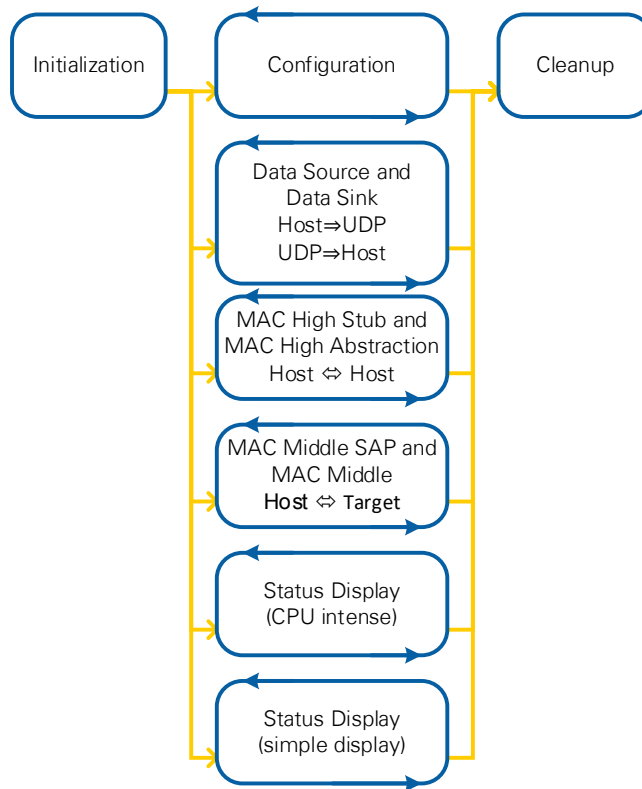 Initialization
Configuration
Cleanup
Data Source and
Data Sink
Host⇒UDP
UDP⇒Host
MAC High Stub and
MAC High Abstraction
Host ⇔ Host
MAC Middle SAP and
MAC Middle
Host ⇔ Target
Status Display
(CPU intense)
Status Display
(simple display)